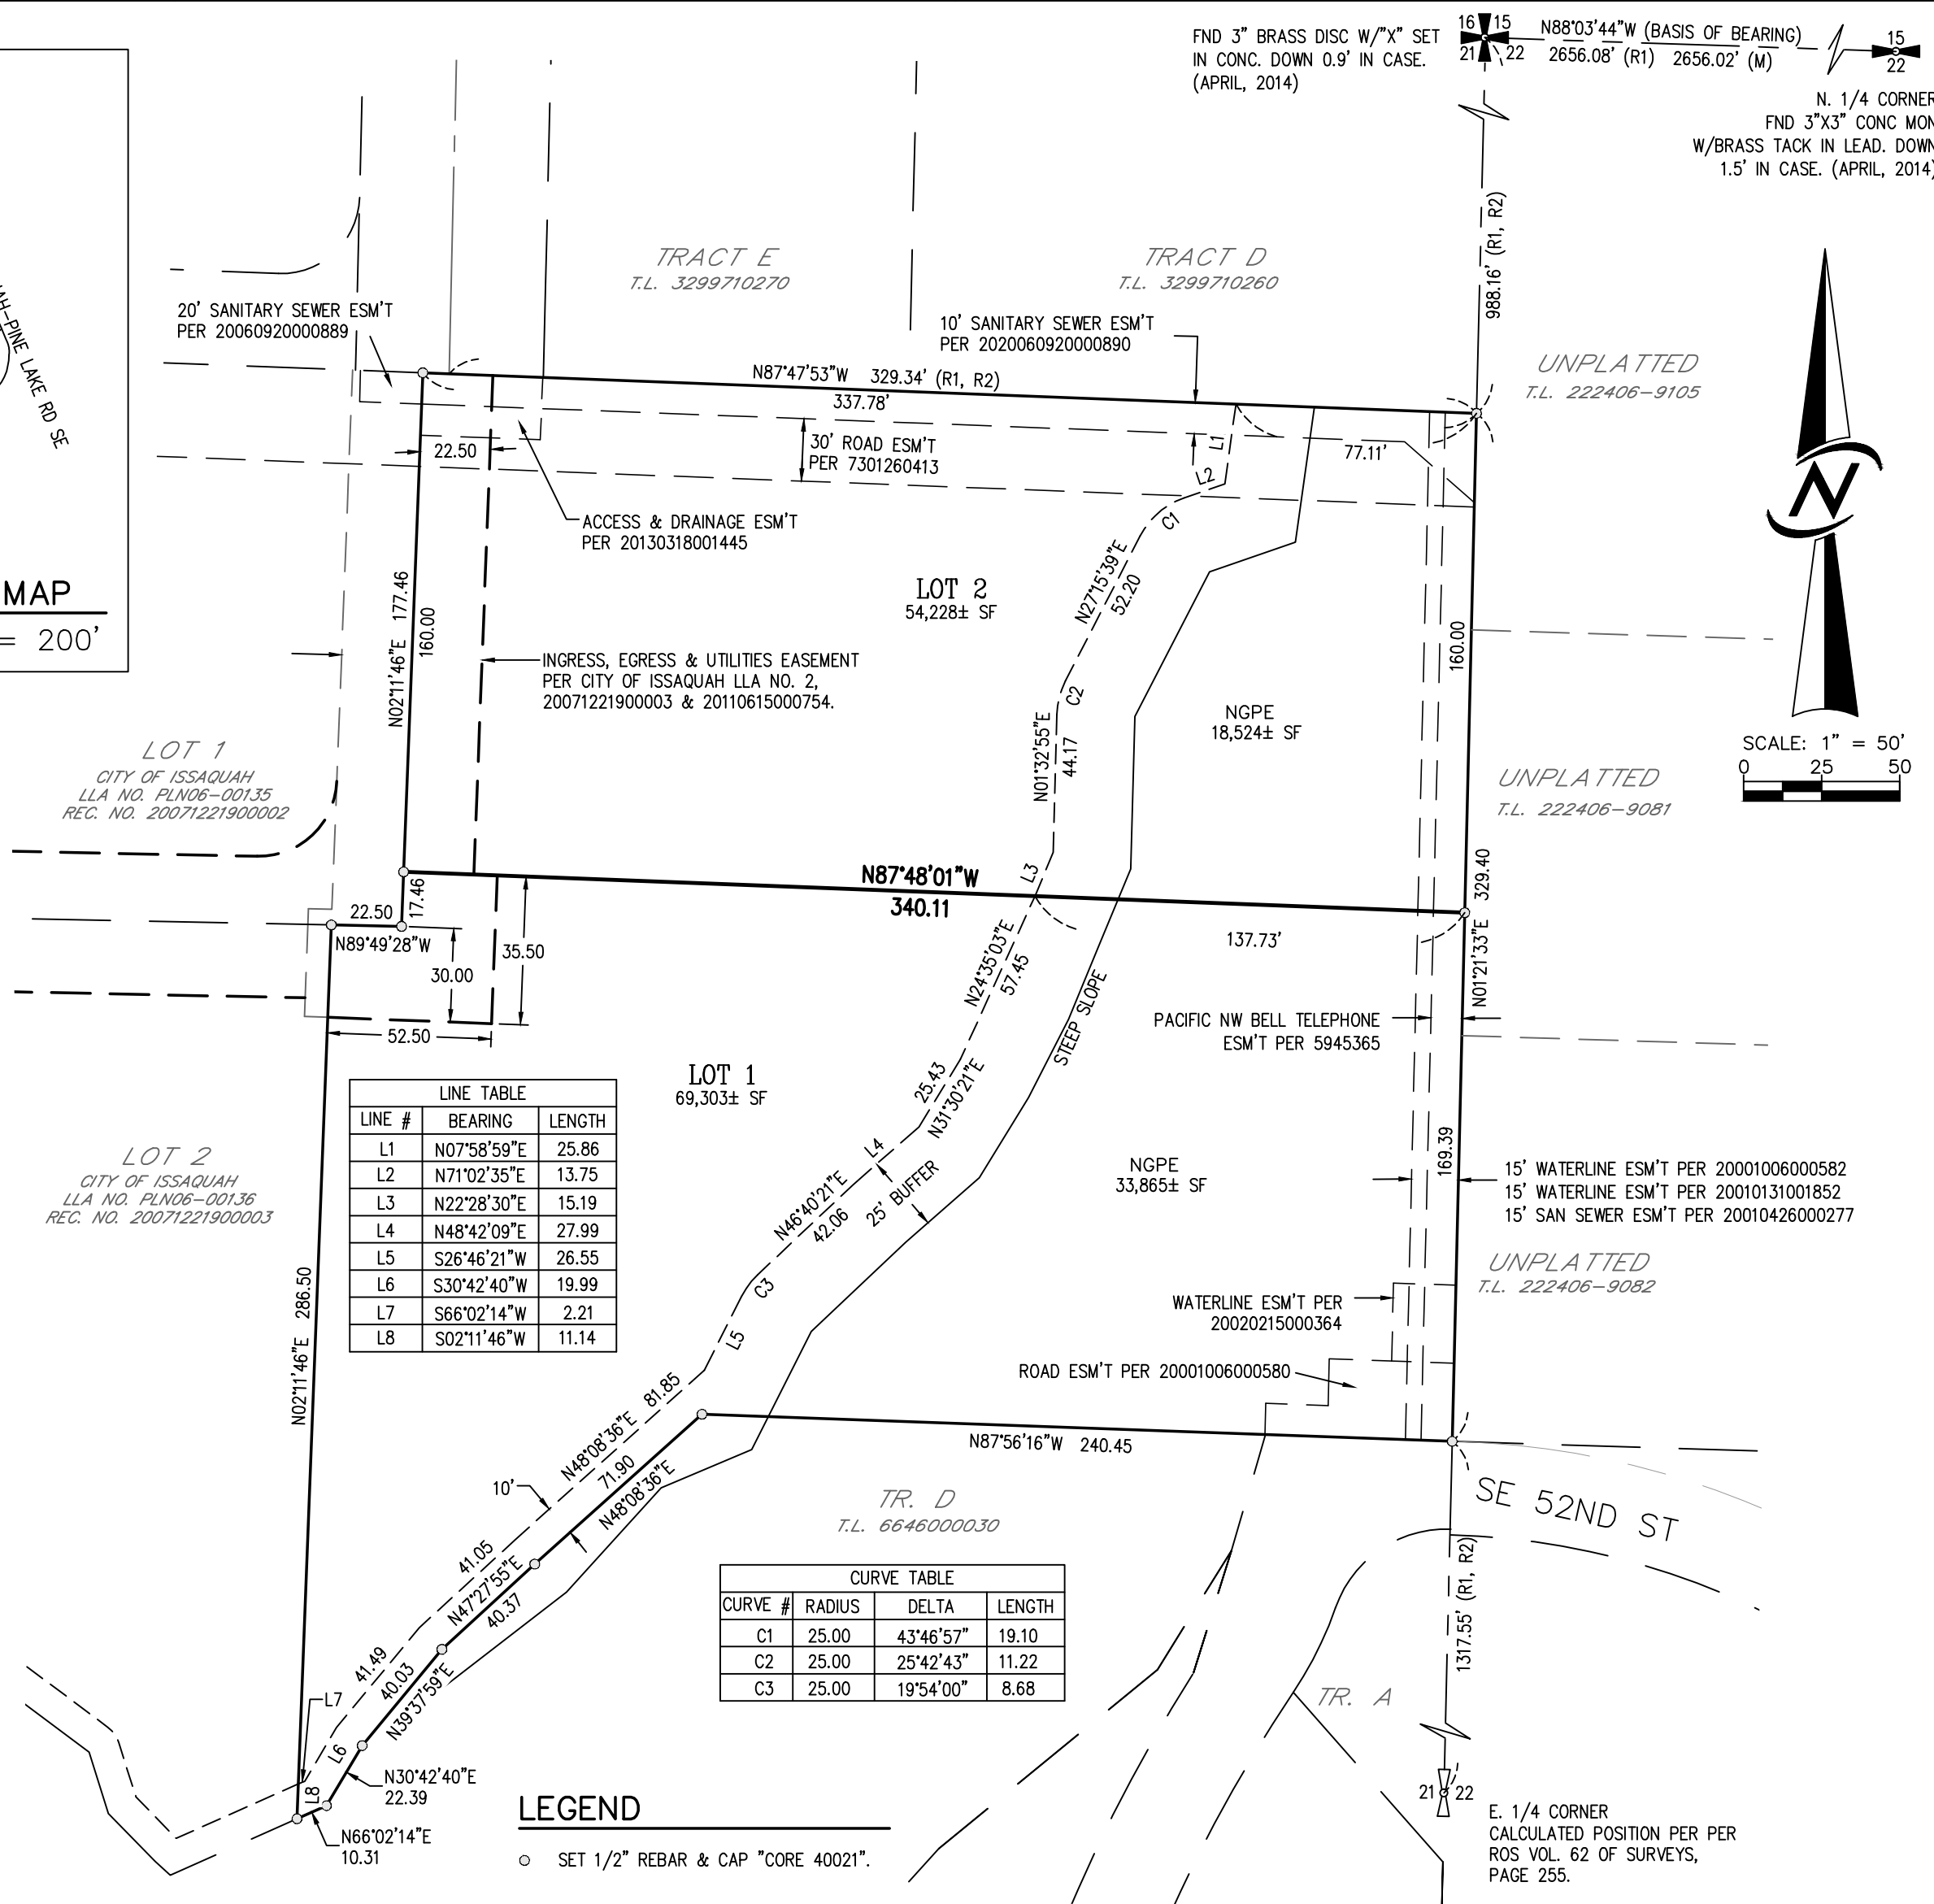 FND 3" BRASS DISC W/"X" SET
IN CONC. DOWN 0.9' IN CASE.
(APRIL, 2014)
16 15
21 22
N88°03'44"W (BASIS OF BEARING)
2656.08' (R1) 2656.02' (M)
15
22
N. 1/4 CORNER
FND 3"X3" CONC MON
W/BRASS TACK IN LEAD. DOWN
1.5' IN CASE. (APRIL, 2014)
988.16' (R1, R2)
AH-PINE LAKE RD SE
MAP
= 200'
TRACT E
T.L. 3299710270
TRACT D
T.L. 3299710260
20' SANITARY SEWER ESM'T
PER 20060920000889
10' SANITARY SEWER ESM'T
PER 2020060920000890
UNPLATTED
T.L. 222406-9105
N87°47'53"W 329.34' (R1, R2)
337.78'
30' ROAD ESM'T
PER 7301260413
22.50
L1
L2
C1
77.11'
ACCESS & DRAINAGE ESM'T
PER 20130318001445
N02°11'46"E 177.46
160.00
LOT 2
54,228± SF
N27°15'39"E
52.20
160.00
INGRESS, EGRESS & UTILITIES EASEMENT
PER CITY OF ISSAQUAH LLA NO. 2,
20071221900003 & 20110615000754.
C2
NGPE
18,524± SF
N01°32'55"E
44.17
SCALE: 1" = 50'
0 25 50
LOT 1
CITY OF ISSAQUAH
LLA NO. PLN06-00135
REC. NO. 20071221900002
UNPLATTED
T.L. 222406-9081
N87°48'01"W
340.11
L3
17.46
22.50
N89°49'28"W
30.00
35.50
52.50
137.73'
329.40
N01°21'33"E
N24°35'03"E
57.45
STEEP SLOPE
PACIFIC NW BELL TELEPHONE
ESM'T PER 5945365
LOT 1
69,303± SF
25.43
N31°30'21"E
LINE TABLE
LINE # BEARING LENGTH
L1 N07°58'59"E 25.86
L2 N71°02'35"E 13.75
L3 N22°28'30"E 15.19
L4 N48°42'09"E 27.99
L5 S26°46'21"W 26.55
L6 S30°42'40"W 19.99
L7 S66°02'14"W 2.21
L8 S02°11'46"W 11.14
LOT 2
CITY OF ISSAQUAH
LLA NO. PLN06-00136
REC. NO. 20071221900003
L4
25' BUFFER
N46°40'21"E
42.06
NGPE
33,865± SF
169.39
15' WATERLINE ESM'T PER 20001006000582
15' WATERLINE ESM'T PER 20010131001852
15' SAN SEWER ESM'T PER 20010426000277
UNPLATTED
T.L. 222406-9082
C3
L5
WATERLINE ESM'T PER
20020215000364
ROAD ESM'T PER 20001006000580
N02°11'46"E 286.50
N48°08'36"E 81.85
71.90
N48°08'36"E
10'
N87°56'16"W 240.45
TR. D
T.L. 6646000030
SE 52ND ST
41.05
N47°27'55"E
40.37
CURVE TABLE
CURVE # RADIUS DELTA LENGTH
C1 25.00 43°46'57" 19.10
C2 25.00 25°42'43" 11.22
C3 25.00 19°54'00" 8.68
1317.55' (R1, R2)
41.49
40.03
N39°37'59"E
L7
L6
L8
TR. A
N30°42'40"E
22.39
N66°02'14"E
10.31
LEGEND
SET 1/2" REBAR & CAP "CORE 40021".
21 22
E. 1/4 CORNER
CALCULATED POSITION PER PER
ROS VOL. 62 OF SURVEYS,
PAGE 255.